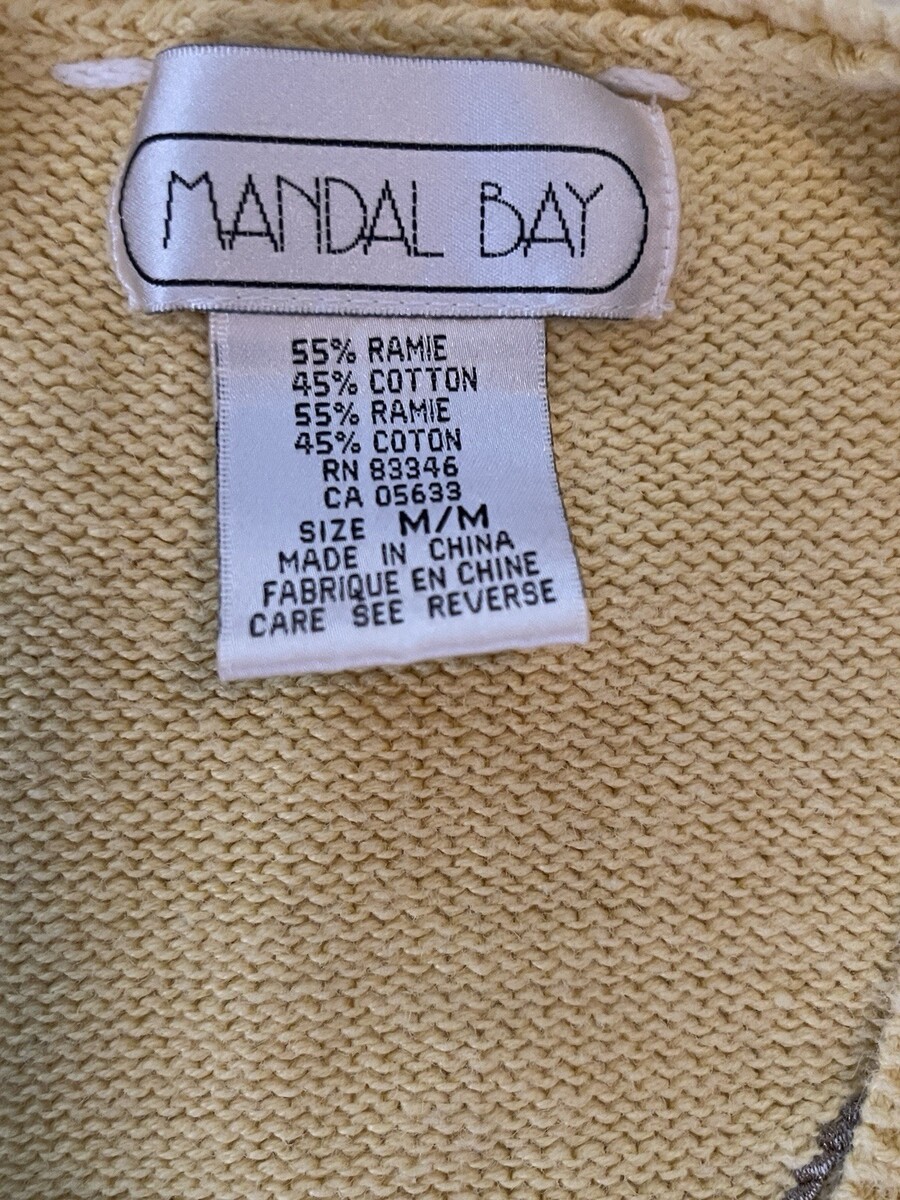 MANDAL BAY
55% RAMIE
45% COTTON
55% RAMIE
45% COTON
RN 83346
CA 05633
SIZE M/M
MADE IN CHINA
FABRIQUE EN CHINE
CARE SEE REVERSE